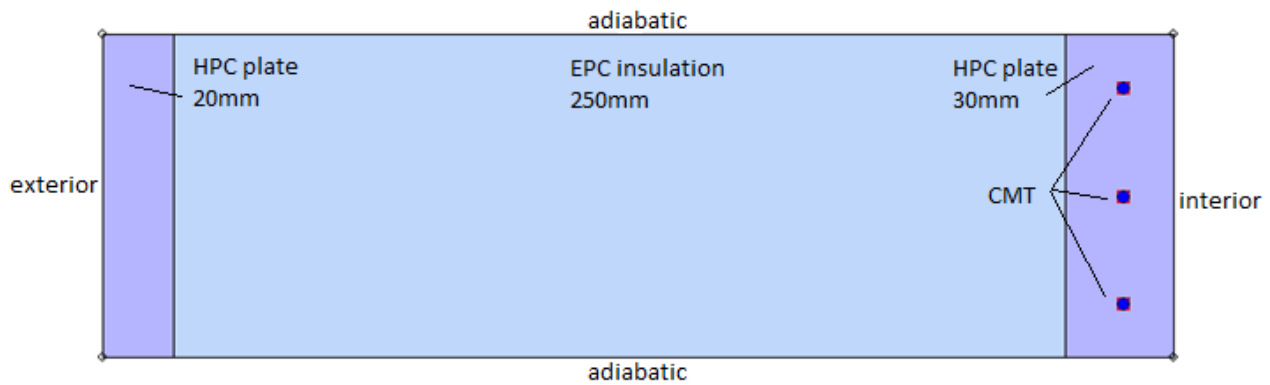 adiabatic
HPC plate
20mm
EPC insulation
250mm
HPC plate
30mm
exterior
CMT
interior
adiabatic